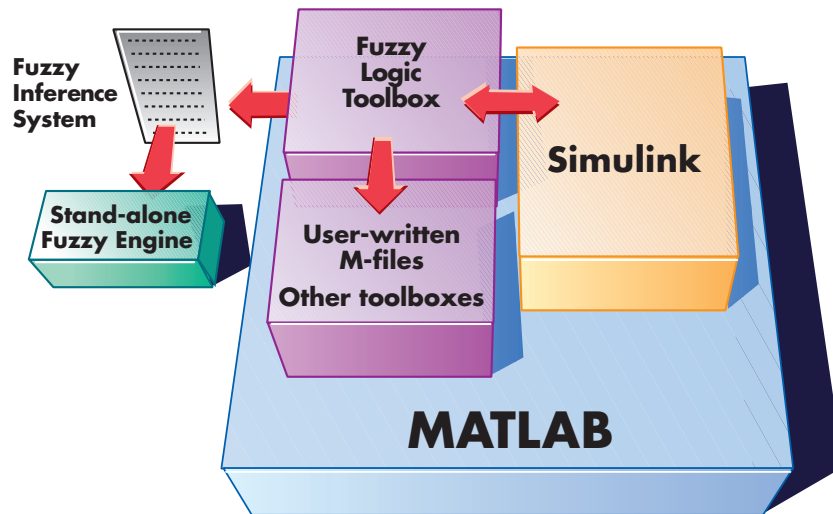 Fuzzy
Inference
System
Fuzzy
Logic
Toolbox
Simulink
Stand-alone
Fuzzy Engine
User-written
M-files
Other toolboxes
MATLAB